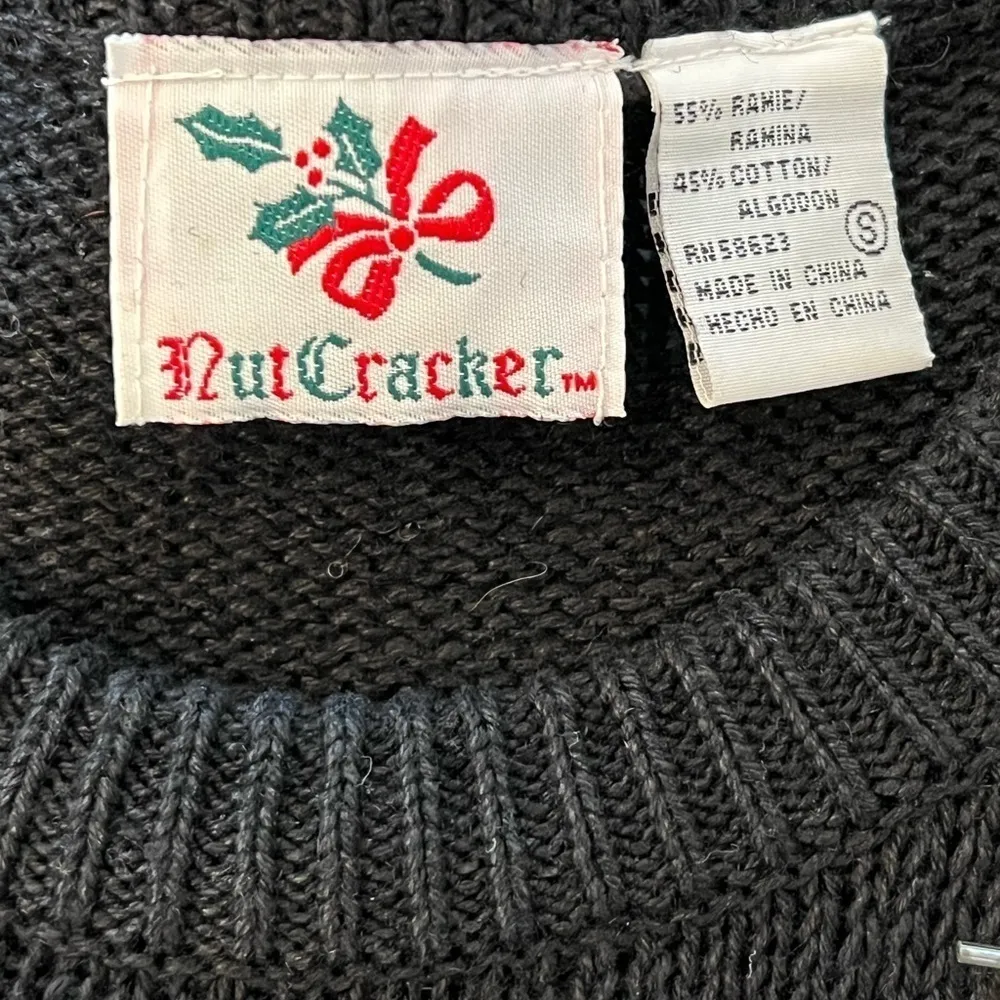 NutCracker™
55% RAMIE/
RAMINA
45% COTTON/
ALGODON
RN58623 S
MADE IN CHINA
HECHO EN CHINA